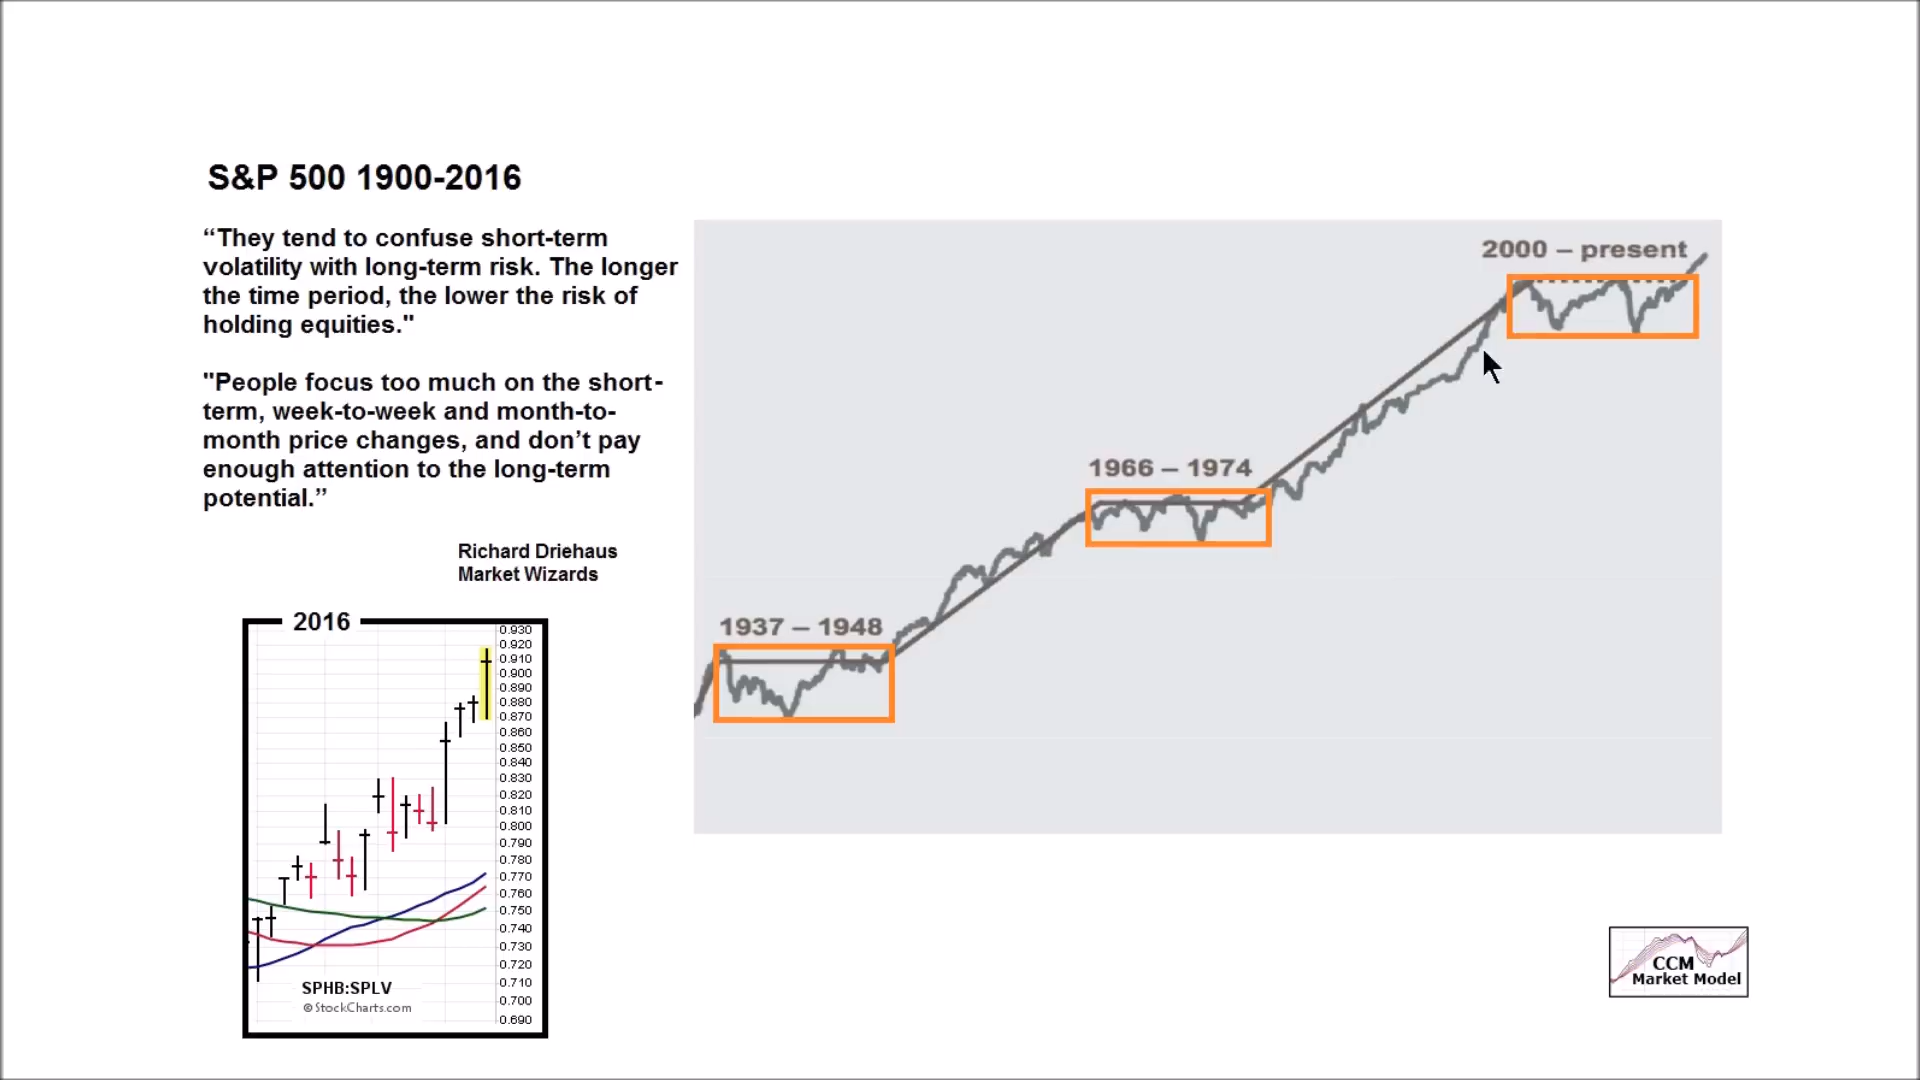 S&P 500 1900-2016
“They tend to confuse short-term
volatility with long-term risk. The longer
the time period, the lower the risk of
holding equities."
"People focus too much on the short-
term, week-to-week and month-to-
month price changes, and don’t pay
enough attention to the long-term
potential.”
Richard Driehaus
Market Wizards
2016
0.930
0.920
0.910
0.900
0.890
0.880
0.870
0.860
0.850
0.840
0.830
0.820
0.810
0.800
0.790
0.780
0.770
0.760
0.750
0.740
0.730
0.720
0.710
0.700
0.690
SPHB:SPLV
©StockCharts.com
2000 – present
1966 – 1974
1937 – 1948
CCM
Market Model